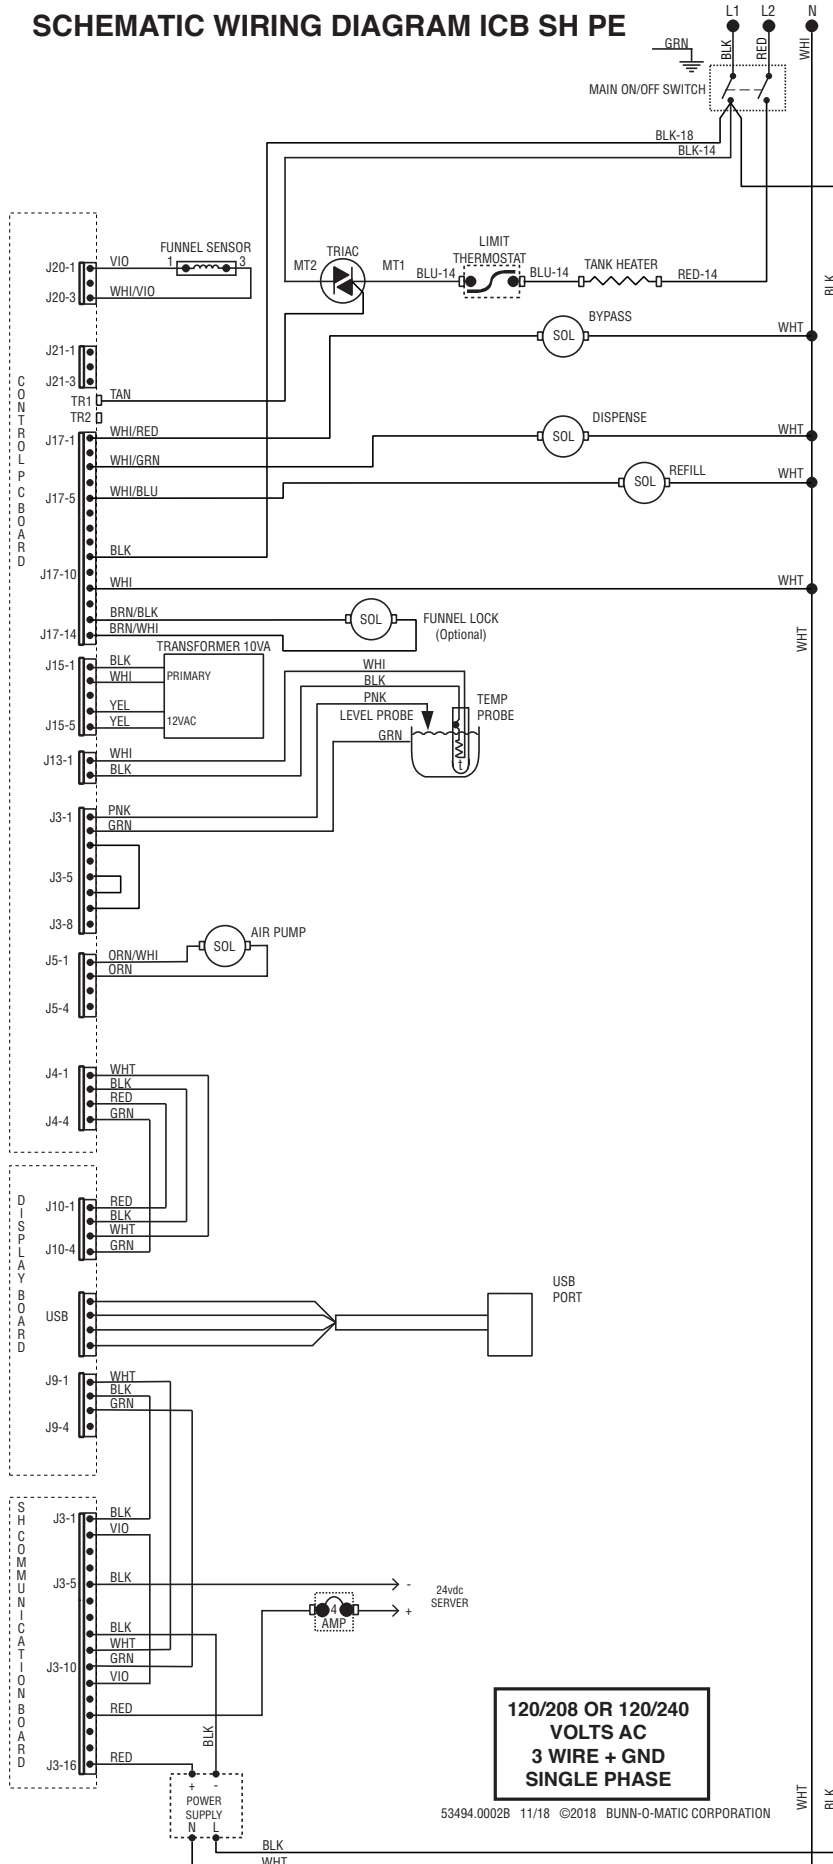 SCHEMATIC WIRING DIAGRAM ICB SH PE
L1 L2 N
GRN
BLK
RED
WHI
MAIN ON/OFF SWITCH
BLK-18
BLK-14
FUNNEL SENSOR
J20-1 VIO 1 3
J20-3 WHI/VIO
TRIAC
MT2 MT1
LIMIT
THERMOSTAT
BLU-14 BLU-14
TANK HEATER
RED-14
BLK
BYPASS
SOL
WHT
J21-1
J21-3
TR1 TAN
TR2
CONTROL PC BOARD
J17-1 WHI/RED
WHI/GRN
DISPENSE
SOL
WHT
J17-5 WHI/BLU
REFILL
SOL
WHT
BLK
J17-10
WHI
WHT
BRN/BLK
SOL
FUNNEL LOCK
(Optional)
J17-14 BRN/WHI
WHT
TRANSFORMER 10VA
J15-1 BLK
WHI
PRIMARY
YEL
J15-5 YEL
12VAC
WHI
BLK
PNK
LEVEL PROBE
TEMP
PROBE
GRN
t
J13-1 WHI
BLK
J3-1 PNK
GRN
J3-5
J3-8
AIR PUMP
SOL
J5-1 ORN/WHI
ORN
J5-4
J4-1 WHT
BLK
RED
J4-4 GRN
DISPLAY BOARD
J10-1 RED
BLK
WHT
J10-4 GRN
USB
USB
PORT
J9-1 WHT
BLK
GRN
J9-4
SH COMMUNICATION BOARD
J3-1 BLK
VIO
J3-5 BLK
-
24vdc
SERVER
+
4
AMP
BLK
WHT
GRN
J3-10
VIO
RED
BLK
J3-16 RED
+ -
POWER
SUPPLY
N L
BLK
WHT
120/208 OR 120/240
VOLTS AC
3 WIRE + GND
SINGLE PHASE
53494.0002B 11/18 ©2018 BUNN-O-MATIC CORPORATION
WHT
BLK